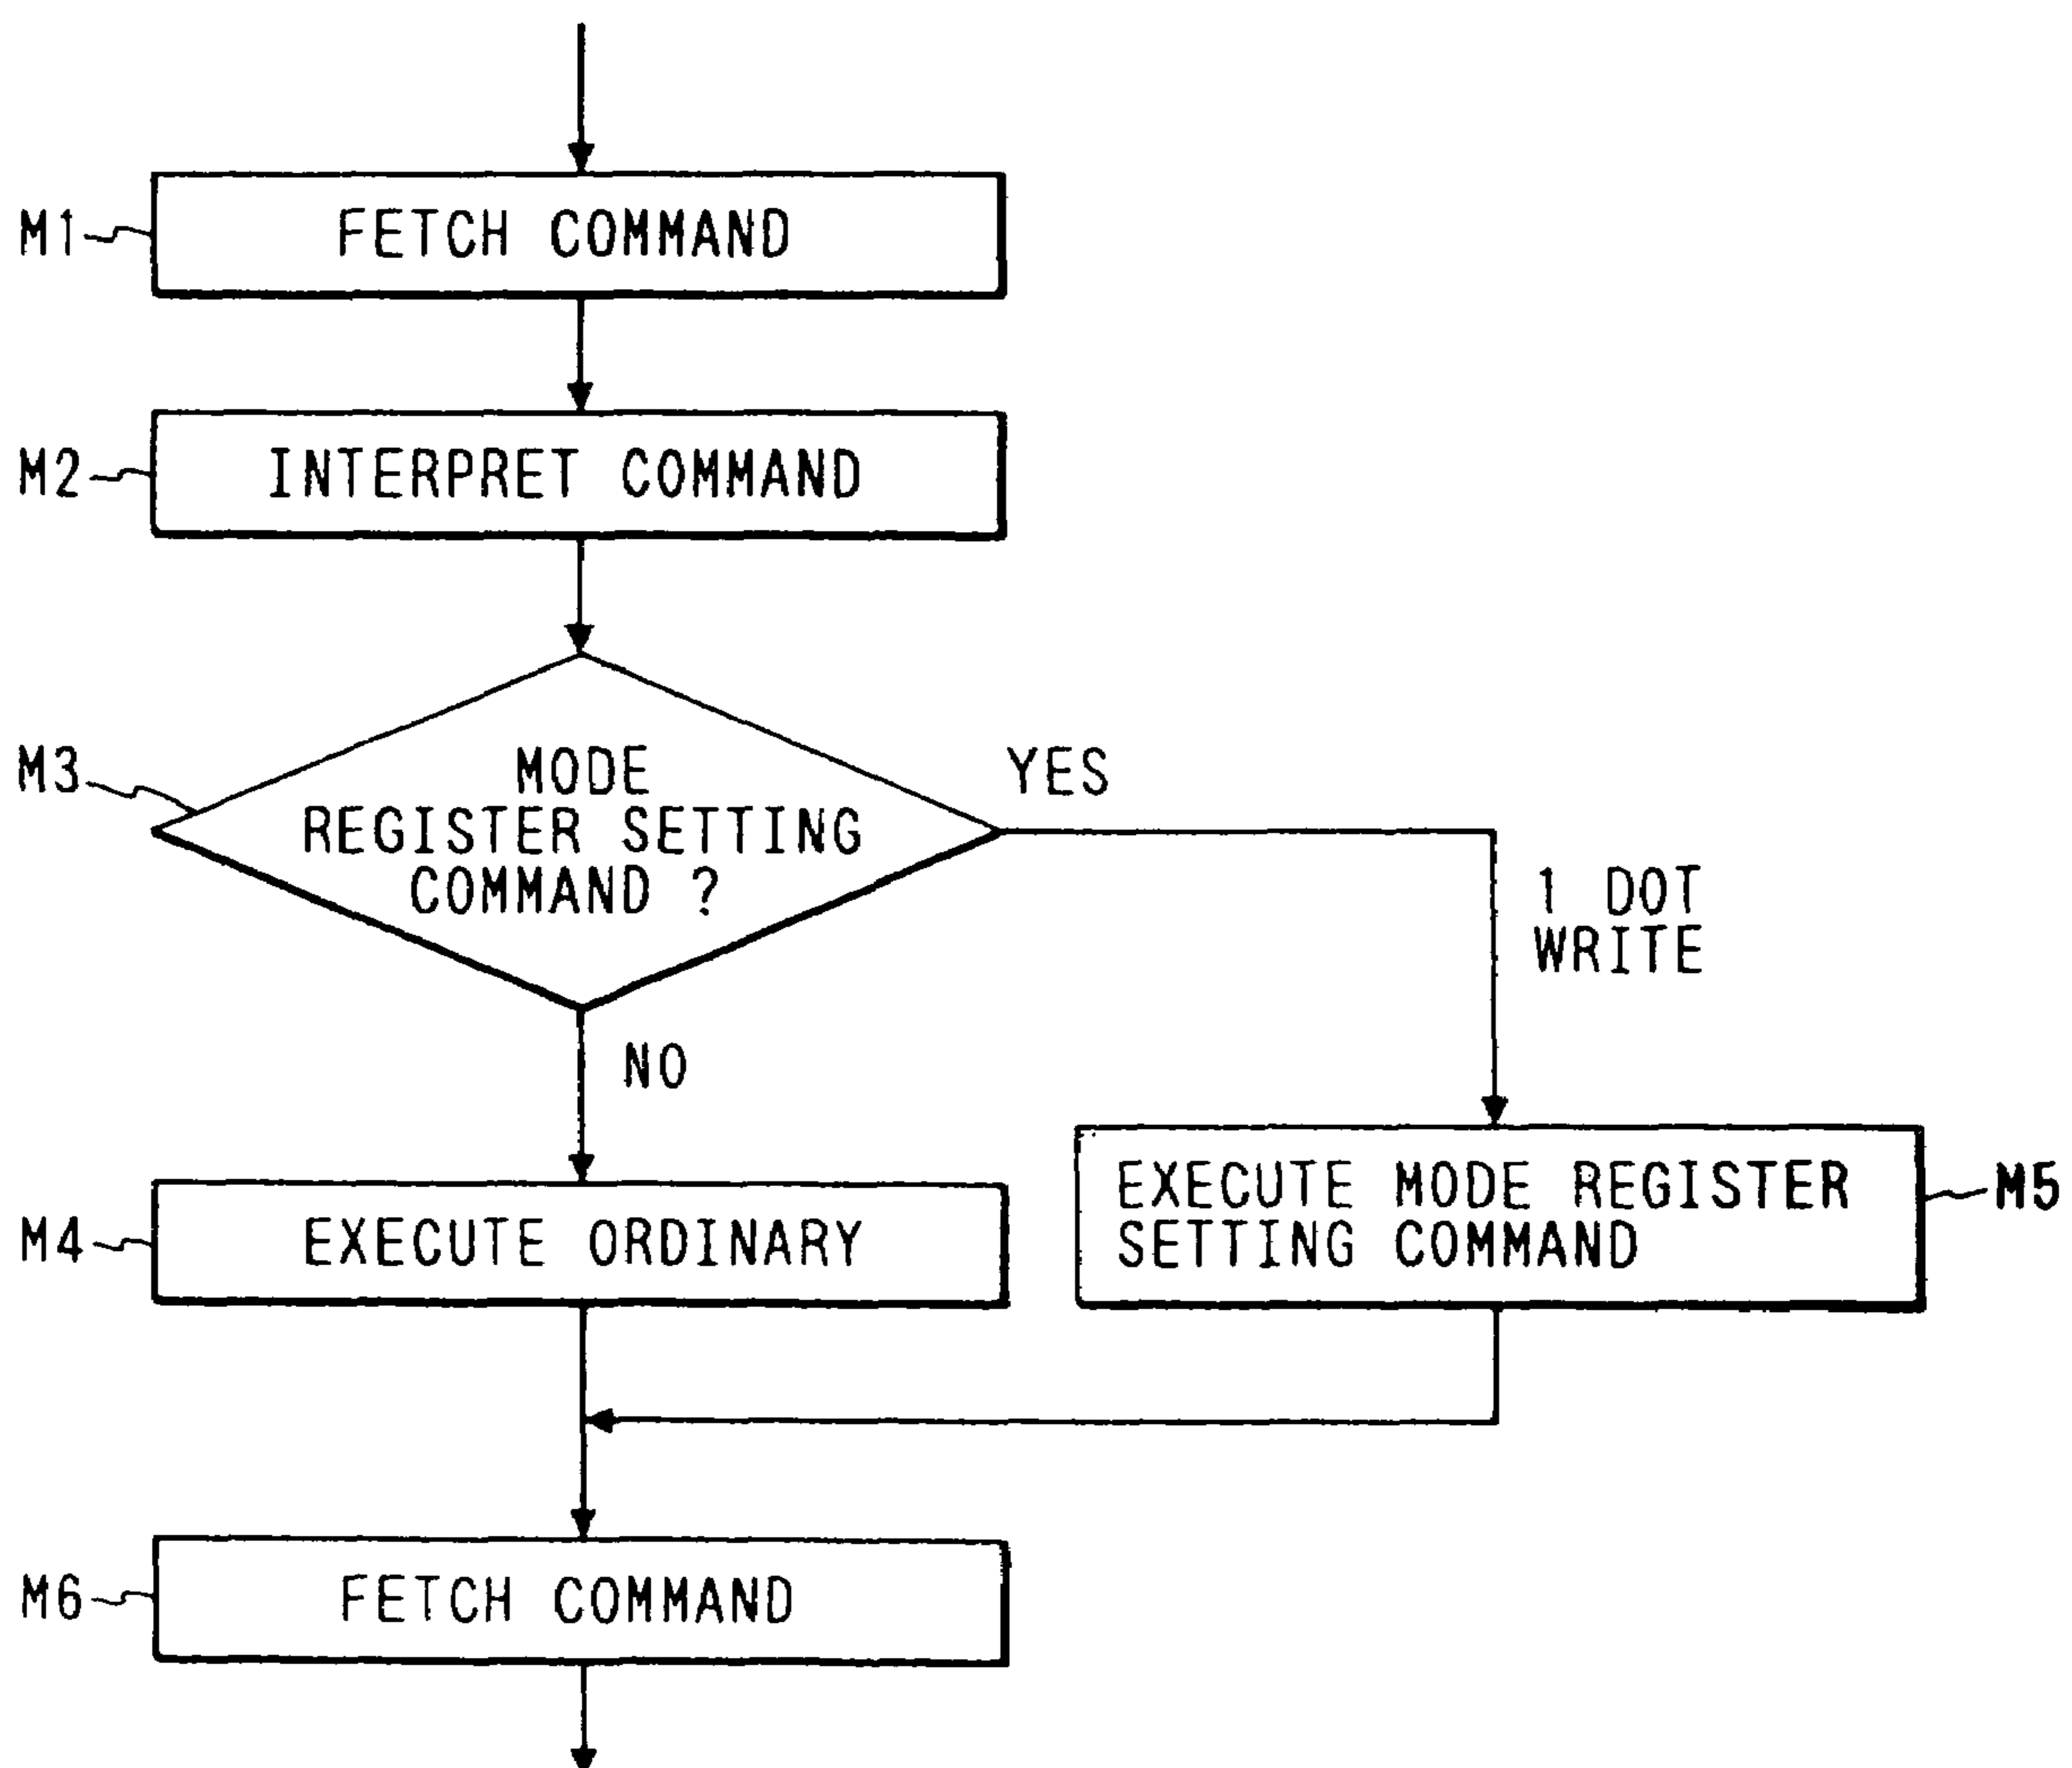 M1
FETCH COMMAND
M2
INTERPRET COMMAND
M3
MODE
REGISTER SETTING
COMMAND ?
YES
1 DOT
WRITE
NO
M4
EXECUTE ORDINARY
EXECUTE MODE REGISTER
SETTING COMMAND
M5
M6
FETCH COMMAND